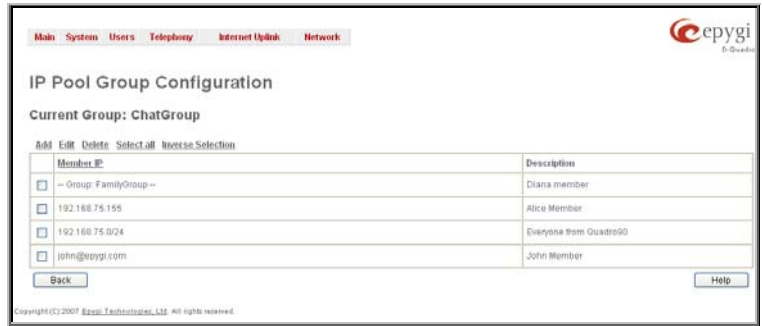 Main System Users Telephony Internet Uplink Network
epygi
D-Quadro
IP Pool Group Configuration
Current Group: ChatGroup
Add Edit Delete Select all Inverse Selection
Member IP Description
-- Group: FamilyGroup -- Diana member
192.168.75.155 Alice Member
192.168.75.0/24 Everyone from Quadro90
john@epygi.com John Member
Back Help
Copyright (C) 2007 Epygi Technologies, Ltd. All rights reserved.